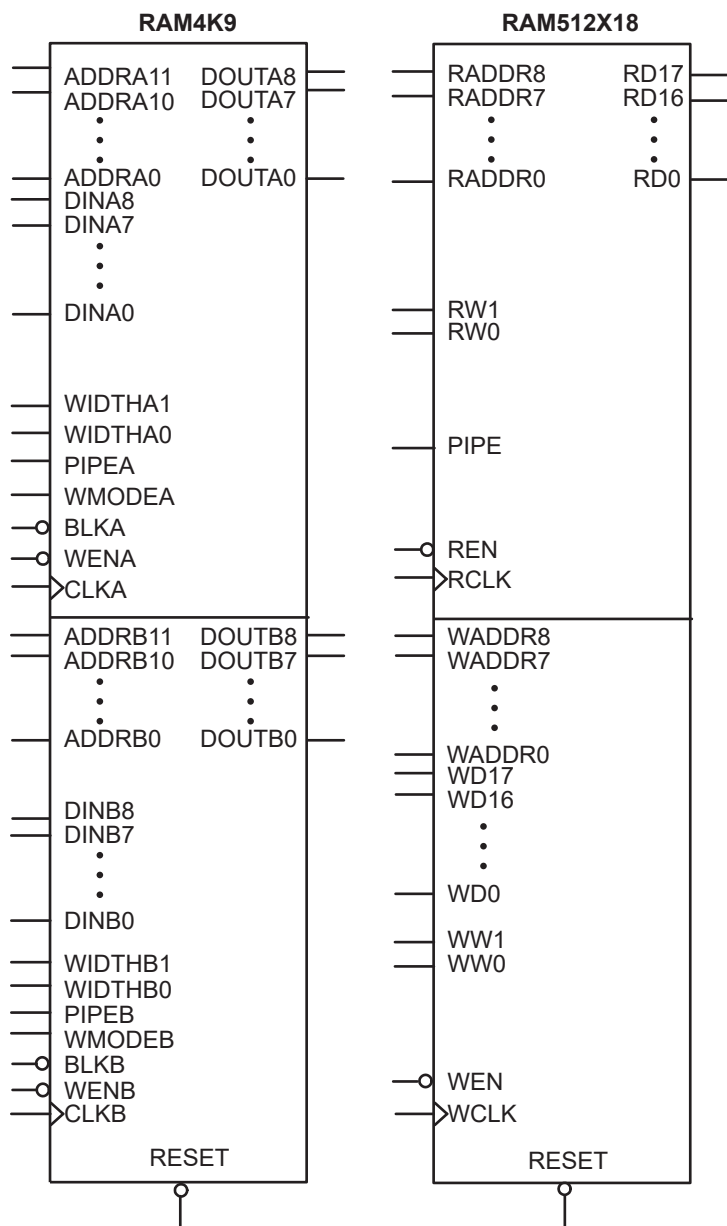 RAM4K9
ADDRA11 DOUTA8
ADDRA10 DOUTA7
ADDRA0 DOUTA0
DINA8
DINA7
DINA0
WIDTHA1
WIDTHA0
PIPEA
WMODEA
BLKA
WENA
CLKA
ADDRB11 DOUTB8
ADDRB10 DOUTB7
ADDRB0 DOUTB0
DINB8
DINB7
DINB0
WIDTHB1
WIDTHB0
PIPEB
WMODEB
BLKB
WENB
CLKB
RESET
RAM512X18
RADDR8 RD17
RADDR7 RD16
RADDR0 RD0
RW1
RW0
PIPE
REN
RCLK
WADDR8
WADDR7
WADDR0
WD17
WD16
WD0
WW1
WW0
WEN
WCLK
RESET